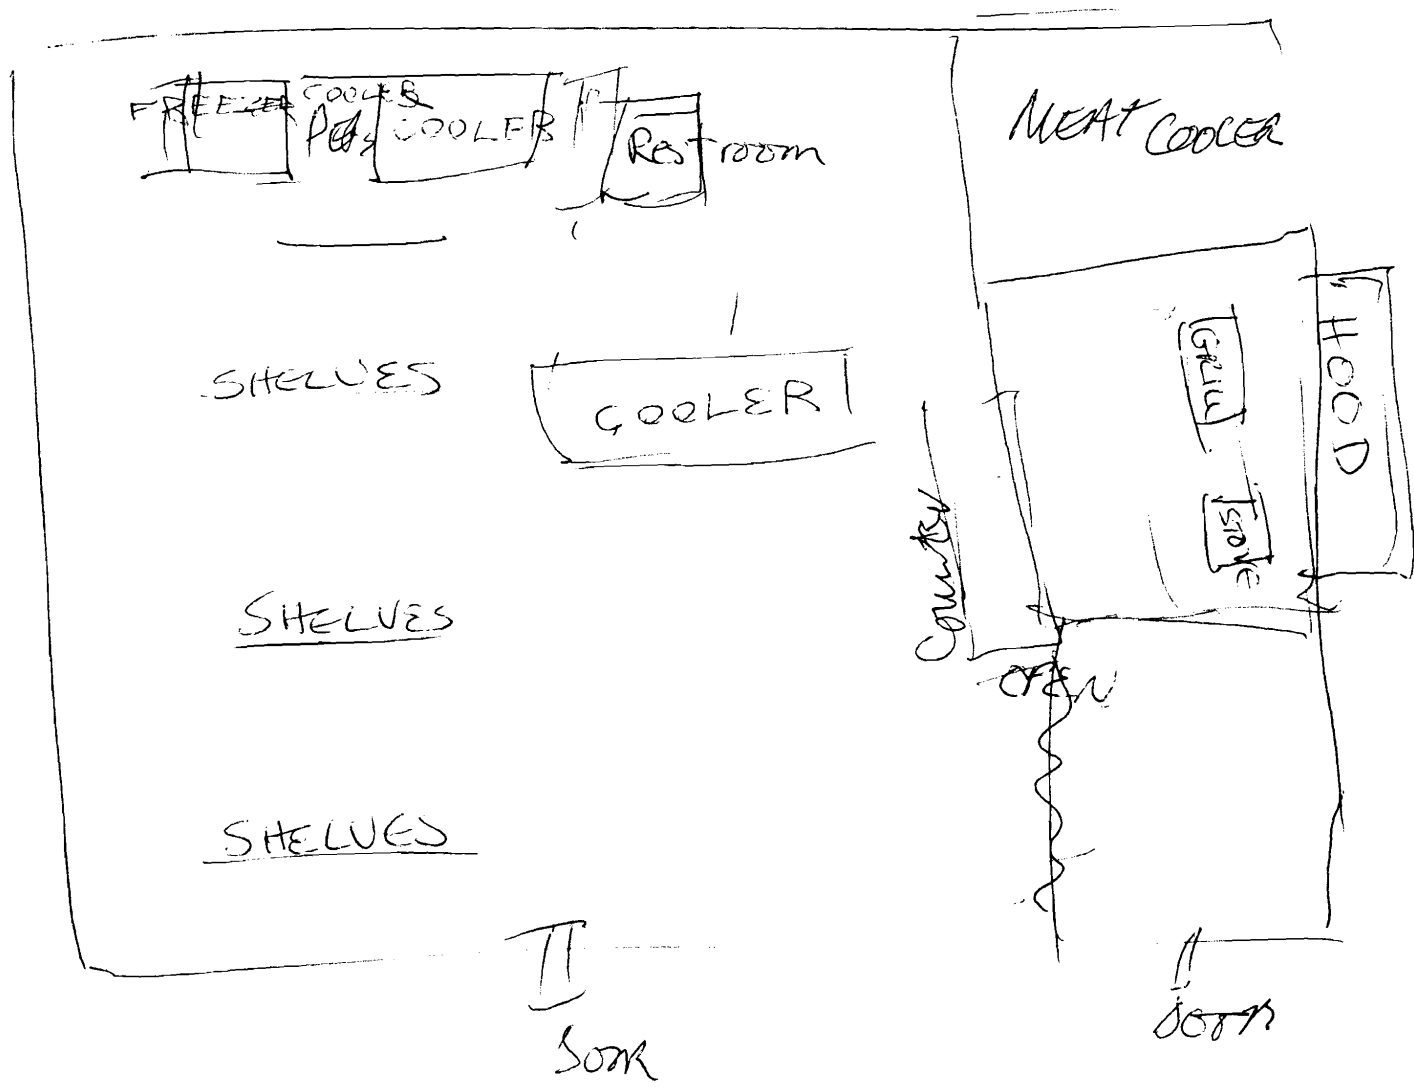 FREEZER
COOLER
COOLER
Restroom
MEAT COOLER
SHELVES
COOLER
GRILL
HOOD
STOVE
Counter
SHELVES
OPEN
SHELVES
DOOR
DOOR